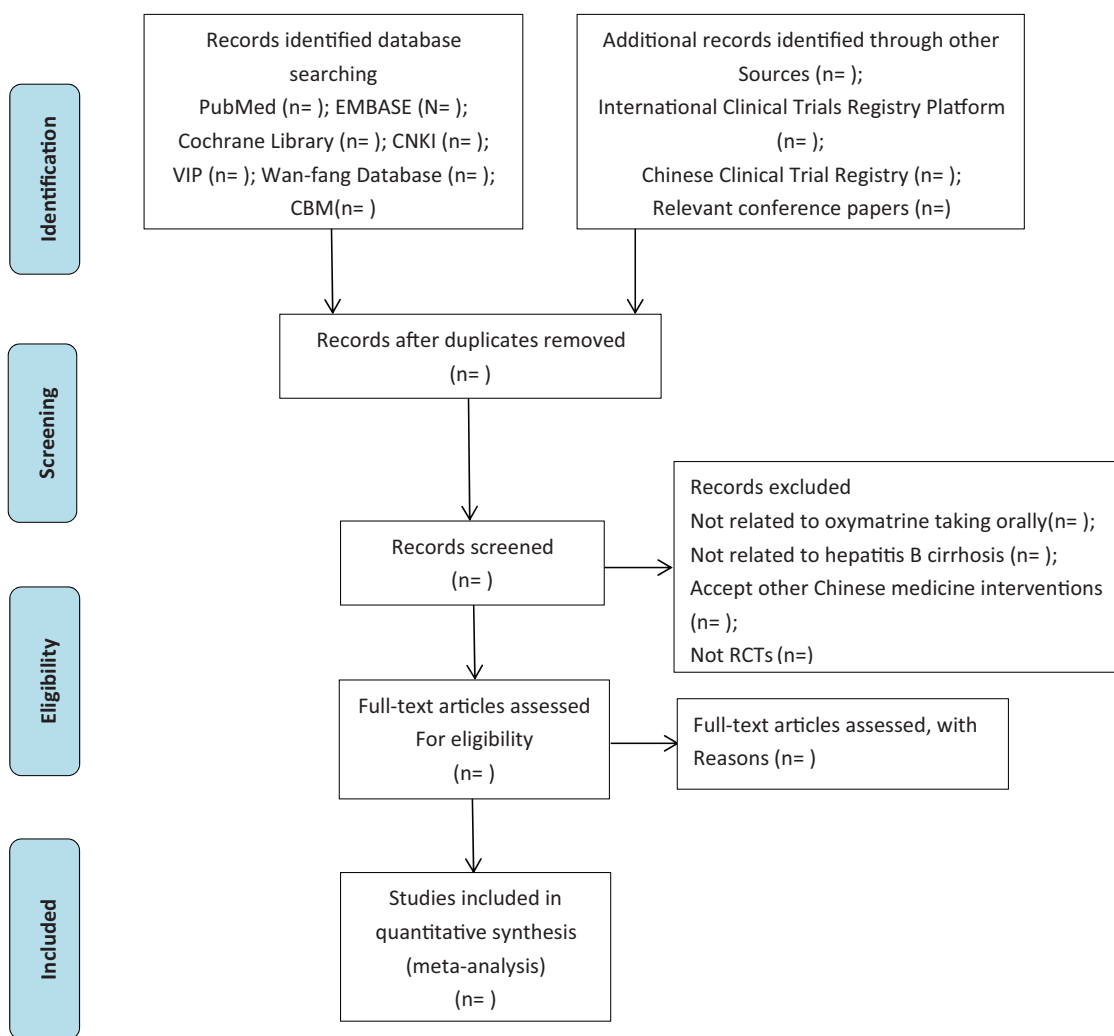 Identification
Records identified database
searching
PubMed (n= ); EMBASE (N= );
Cochrane Library (n= ); CNKI (n= );
VIP (n= ); Wan-fang Database (n= );
CBM(n= )
Additional records identified through other
Sources (n= );
International Clinical Trials Registry Platform
(n= );
Chinese Clinical Trial Registry (n= );
Relevant conference papers (n=)
Screening
Records after duplicates removed
(n= )
Records screened
(n= )
Records excluded
Not related to oxymatrine taking orally(n= );
Not related to hepatitis B cirrhosis (n= );
Accept other Chinese medicine interventions
(n= );
Not RCTs (n=)
Eligibility
Full-text articles assessed
For eligibility
(n= )
Full-text articles assessed, with
Reasons (n= )
Included
Studies included in
quantitative synthesis
(meta-analysis)
(n= )